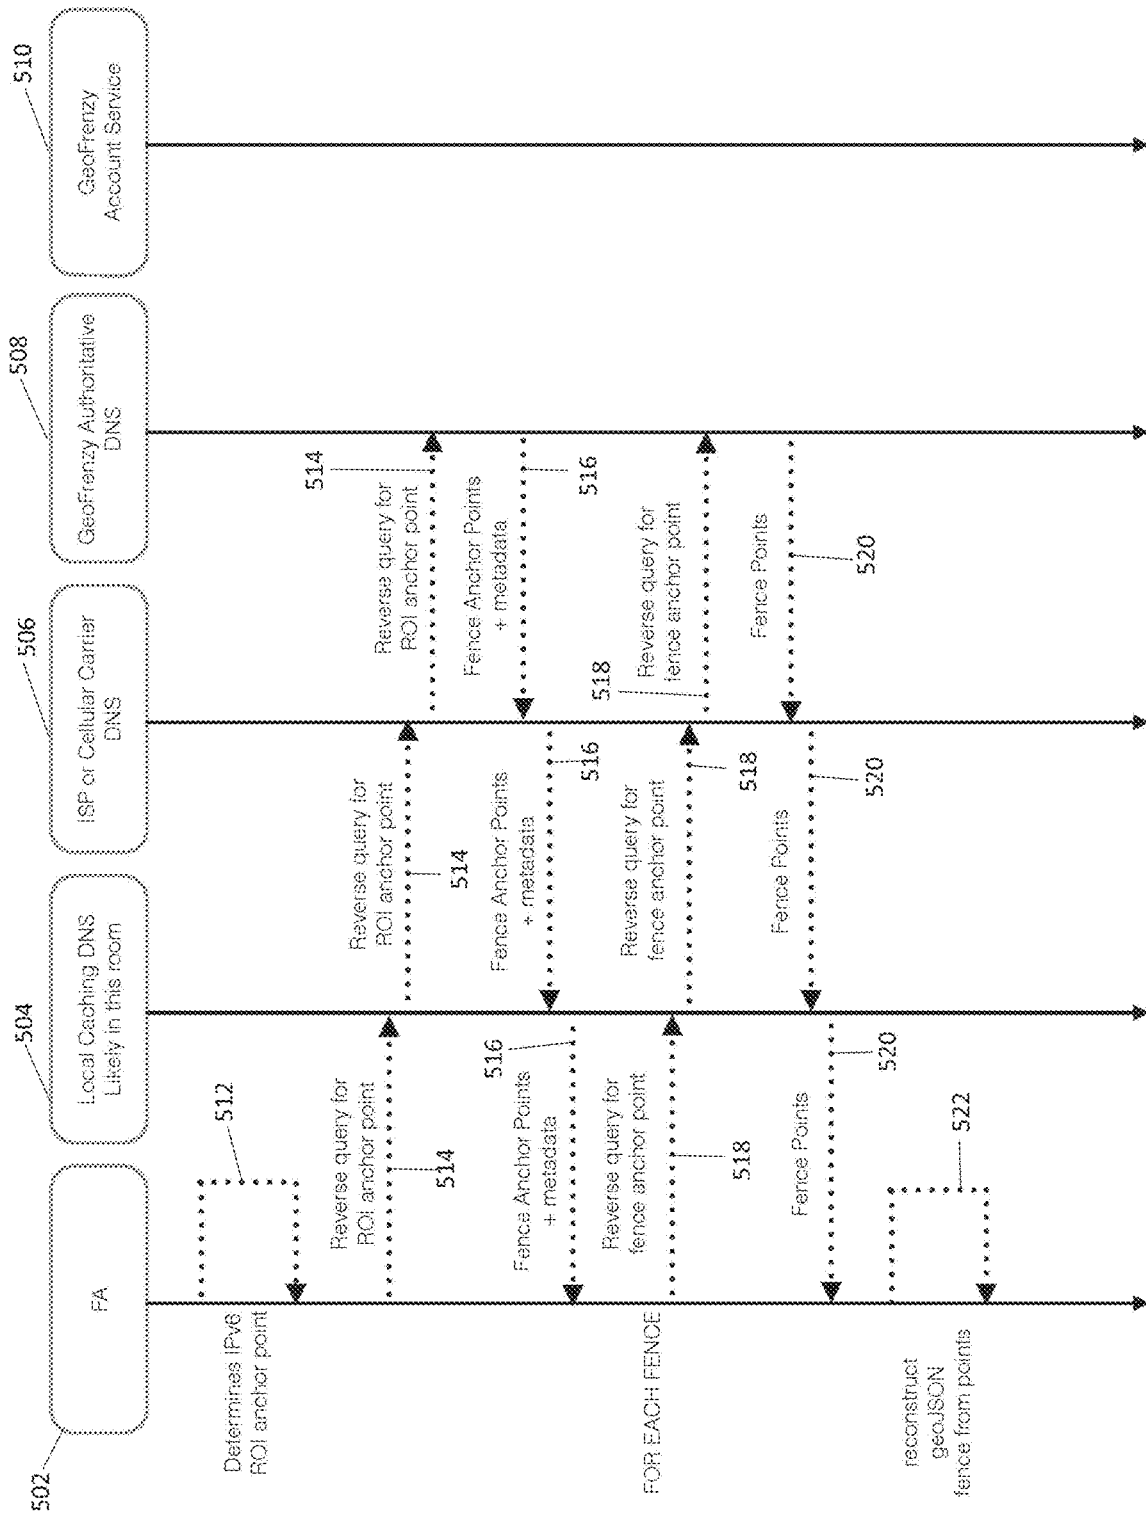 502
FA
504
Local Caching DNS
Likely in this room
506
ISP or Cellular Carrier
DNS
508
GeoFrenzy Authoritative
DNS
510
GeoFrenzy
Account Service
Determines IPv6
ROI anchor point
512
Reverse query for
ROI anchor point
514
Reverse query for
ROI anchor point
514
Reverse query for
ROI anchor point
514
Fence Anchor Points
+ metadata
516
Fence Anchor Points
+ metadata
516
Fence Anchor Points
+ metadata
516
FOR EACH FENCE
Reverse query for
fence anchor point
518
Reverse query for
fence anchor point
518
Reverse query for
fence anchor point
518
Fence Points
520
Fence Points
520
Fence Points
520
reconstruct
geoJSON
fence from points
522